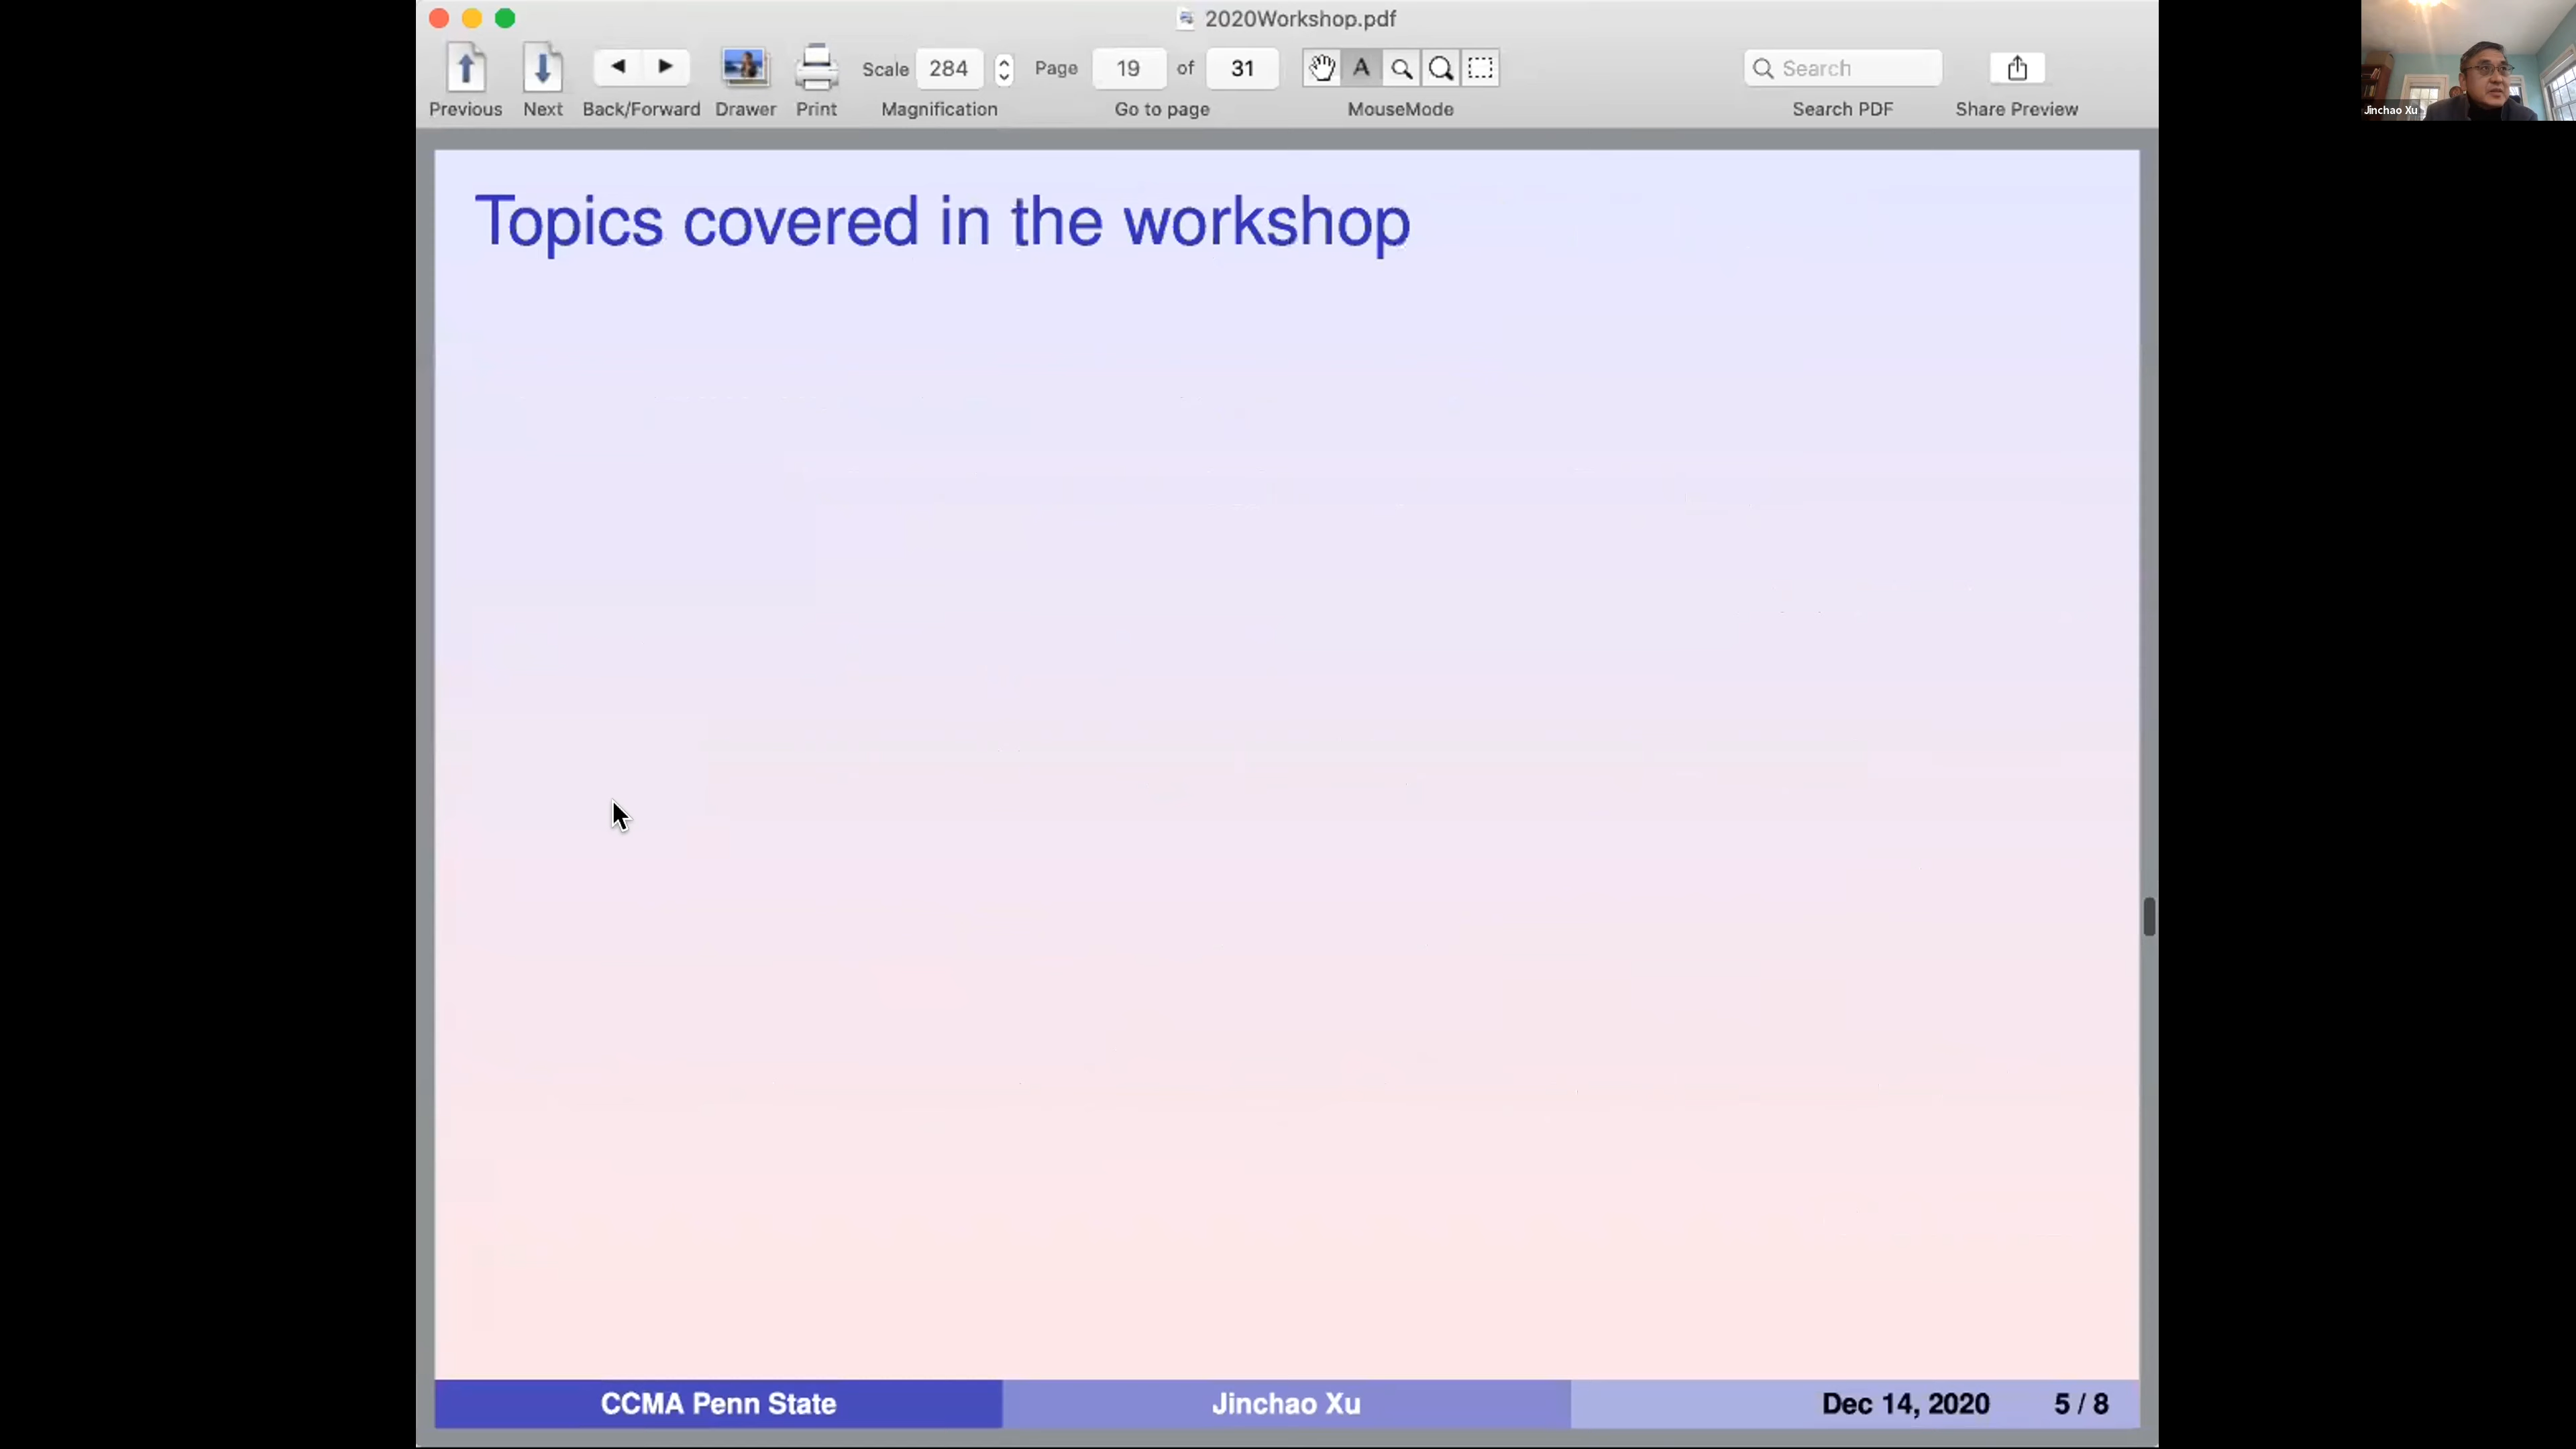 2020Workshop.pdf
Previous
Next
Back/Forward
Drawer
Print
Scale 284
Magnification
Page 19 of 31
Go to page
A
MouseMode
Search
Search PDF
Share Preview
Jinchao Xu
Topics covered in the workshop
CCMA Penn State
Jinchao Xu
Dec 14, 2020
5 / 8